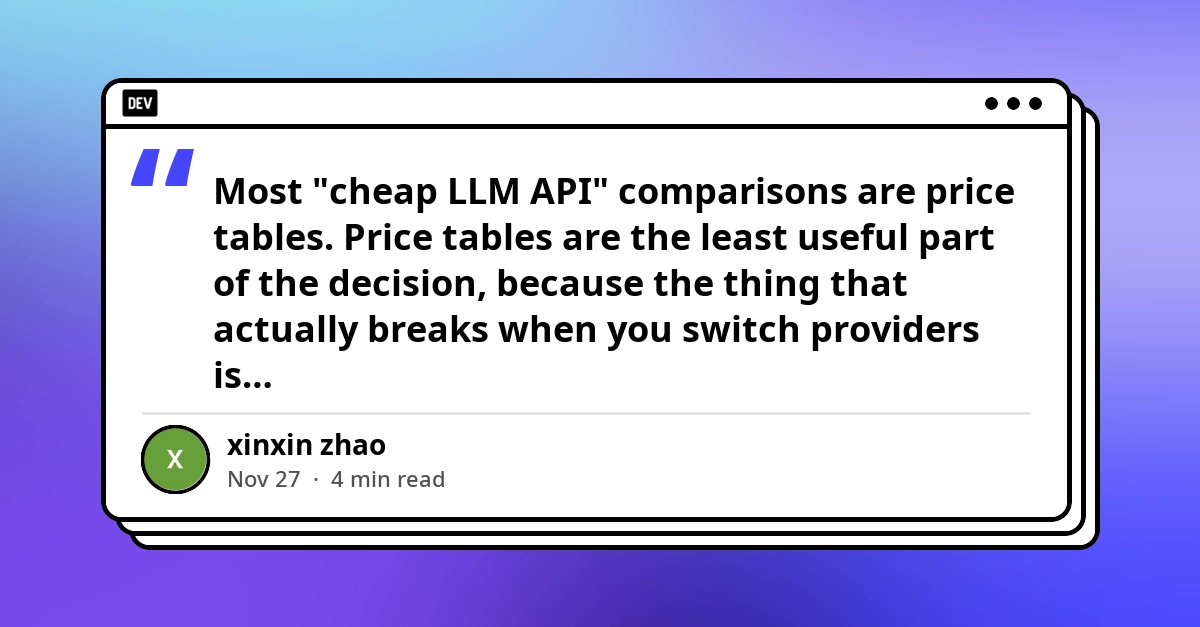 DEV
Most "cheap LLM API" comparisons are price
tables. Price tables are the least useful part
of the decision, because the thing that
actually breaks when you switch providers
is...
X
xinxin zhao
Nov 27 · 4 min read